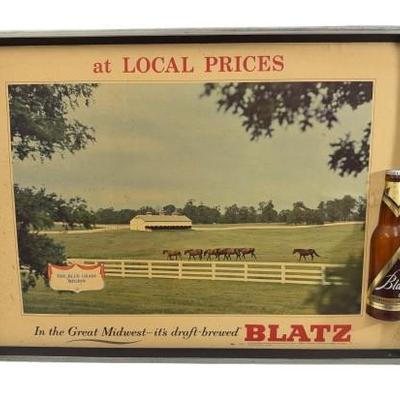 at LOCAL PRICES
THE BLUE GRASS
REGION
In the Great Midwest—it's draft-brewed BLATZ